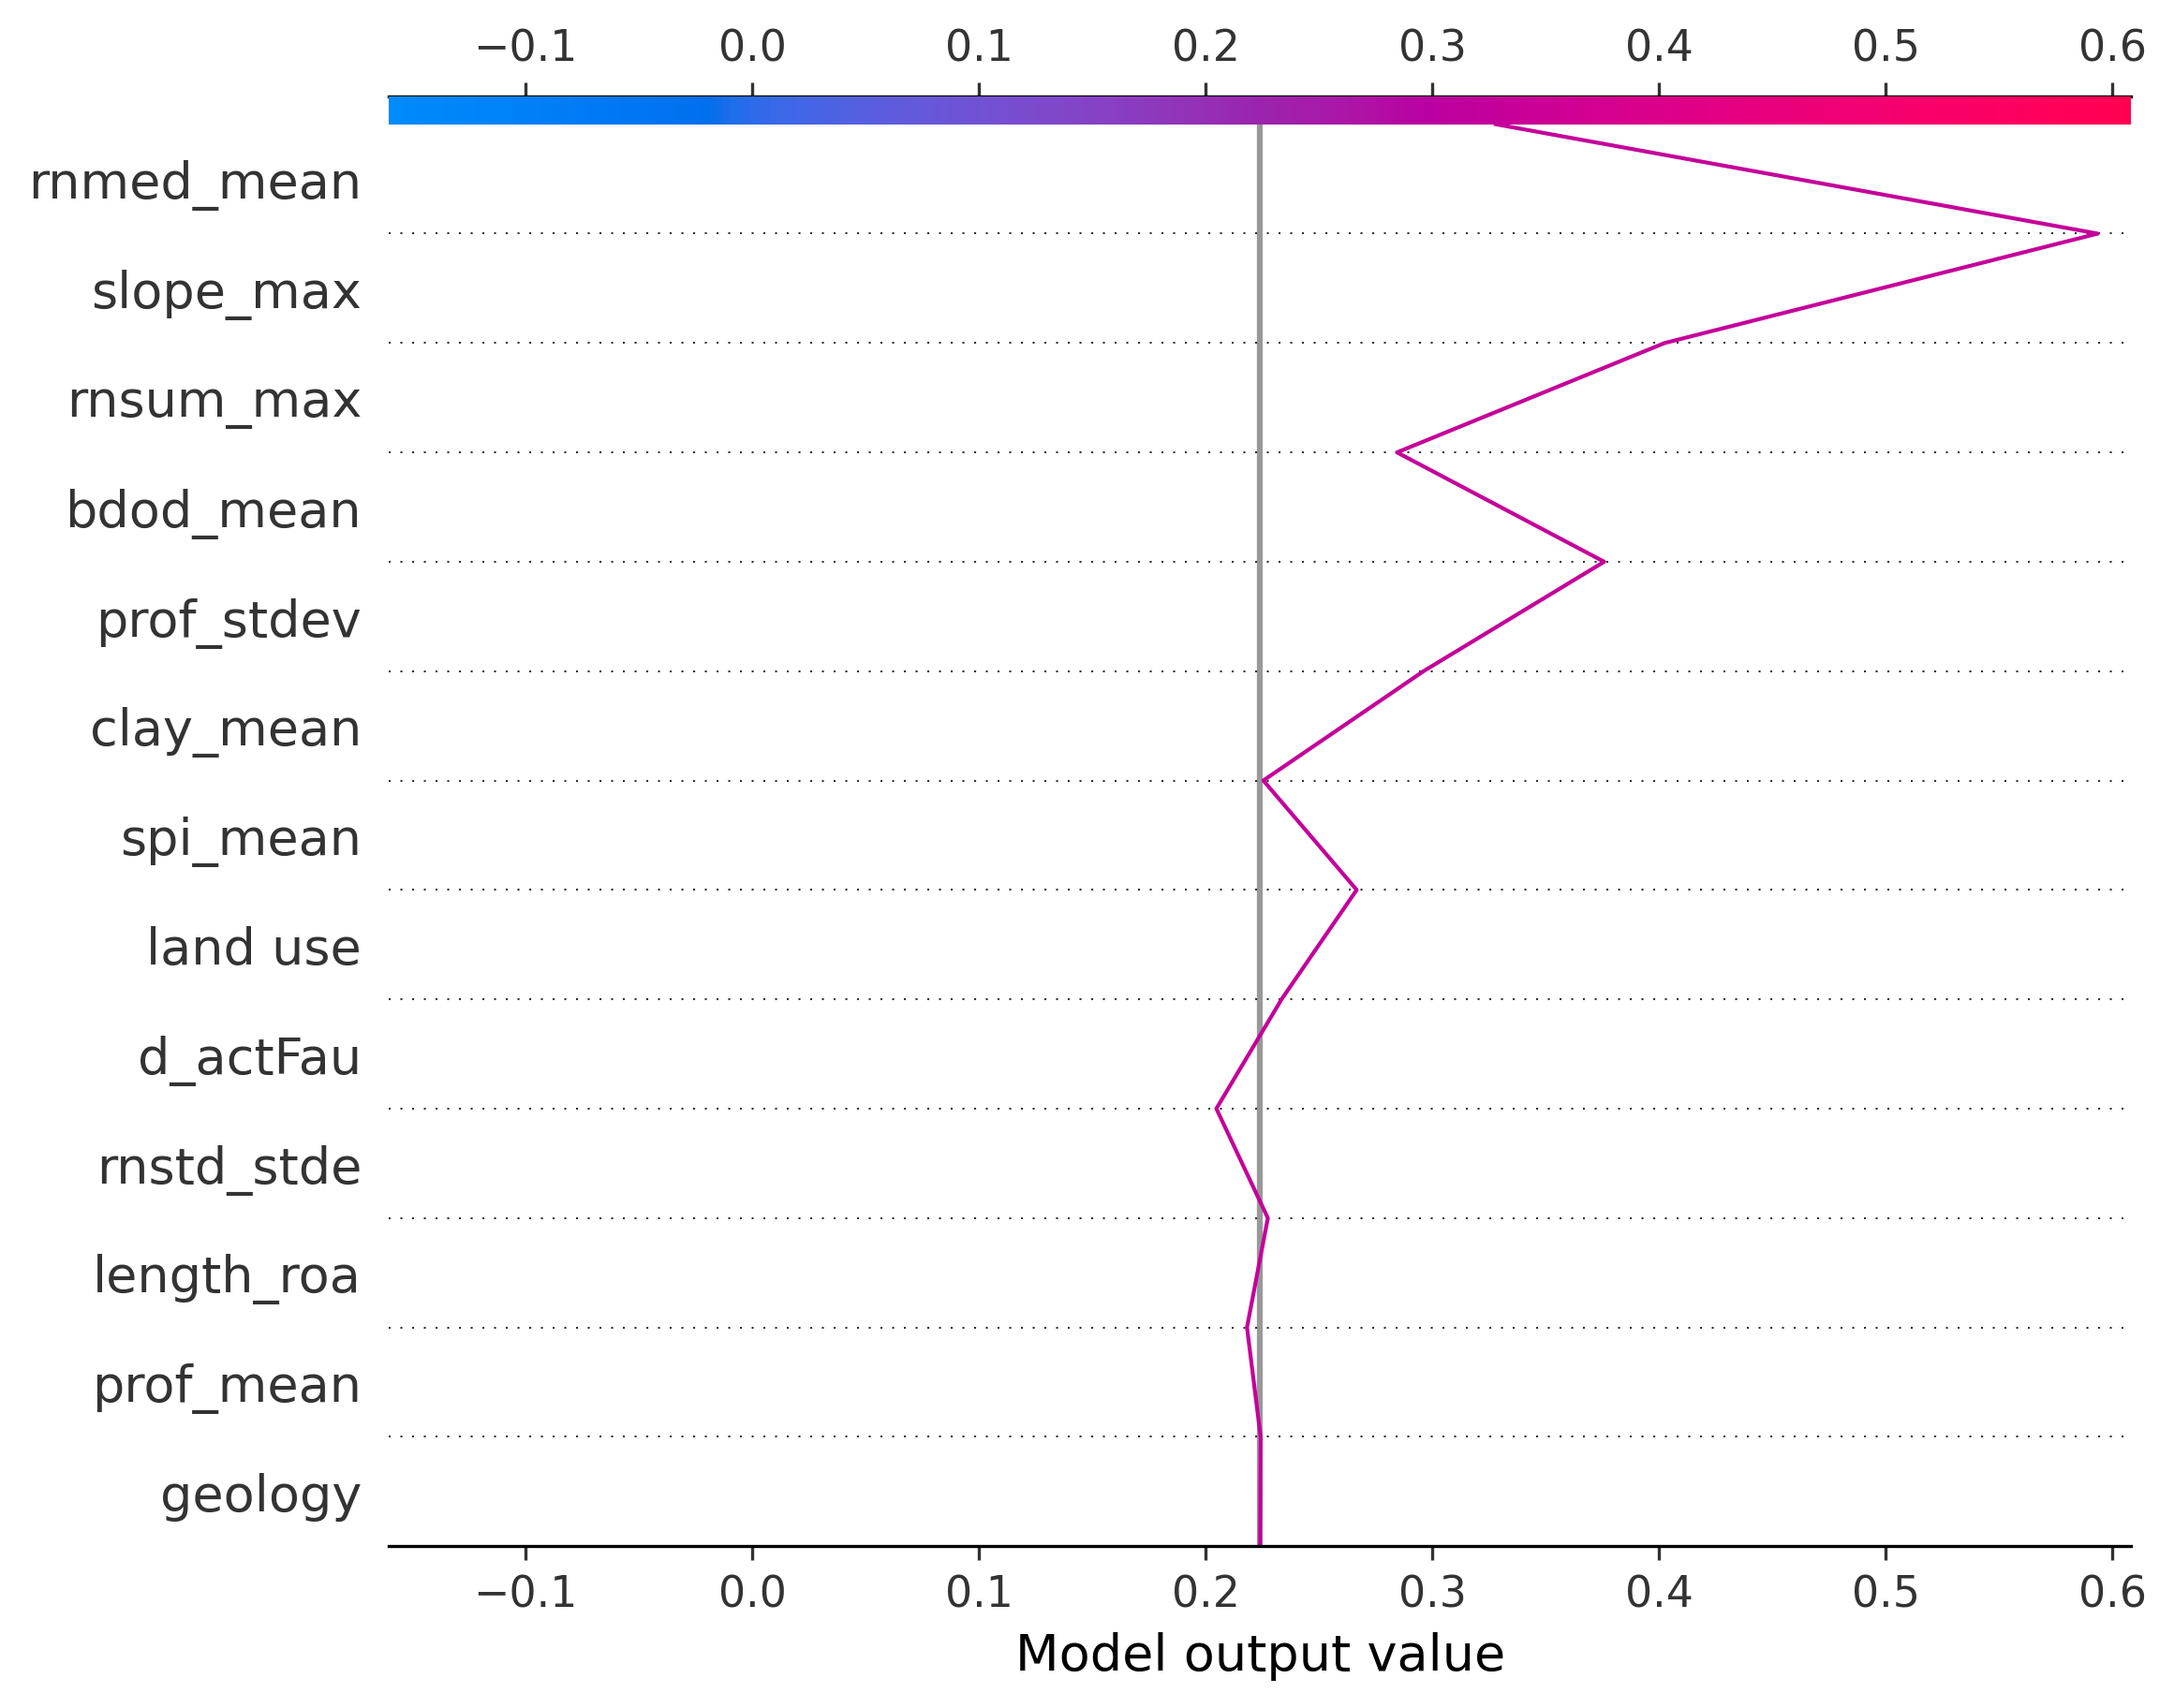 −0.1 0.0 0.1 0.2 0.3 0.4 0.5 0.6
rnmed_mean
slope_max
rnsum_max
bdod_mean
prof_stdev
clay_mean
spi_mean
land use
d_actFau
rnstd_stde
length_roa
prof_mean
geology
−0.1 0.0 0.1 0.2 0.3 0.4 0.5 0.6
Model output value